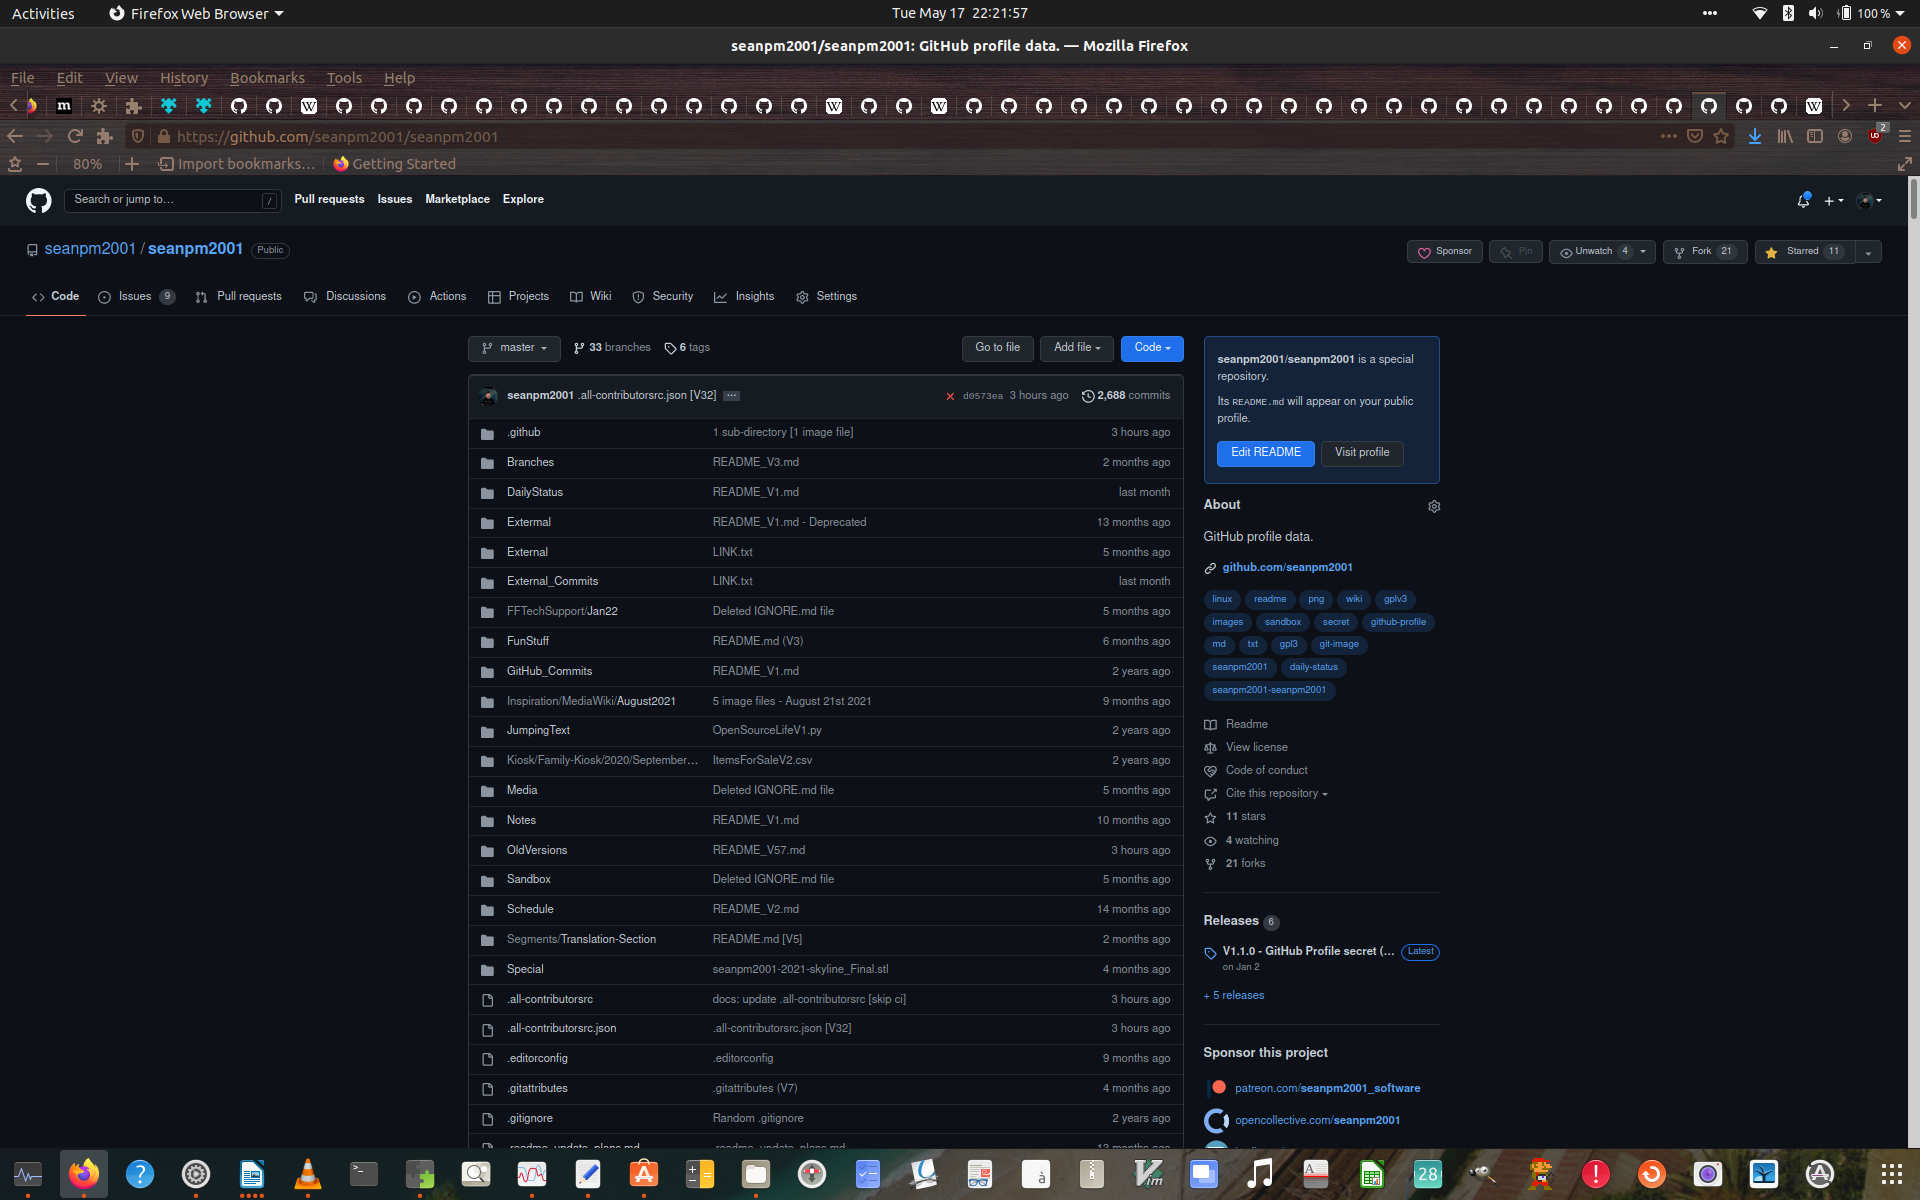 Activities Firefox Web Browser Tue May 17 22:21:57 100 %
seanpm2001/seanpm2001: GitHub profile data. — Mozilla Firefox
File Edit View History Bookmarks Tools Help
https://github.com/seanpm2001/seanpm2001 2
80% Import bookmarks... Getting Started
Search or jump to… / Pull requests Issues Marketplace Explore
seanpm2001 / seanpm2001 Public Sponsor Pin Unwatch 4 Fork 21 Starred 11
Code Issues 9 Pull requests Discussions Actions Projects Wiki Security Insights Settings
master 33 branches 6 tags Go to file Add file Code
seanpm2001 .all-contributorsrc.json [V32] ... d0573ea 3 hours ago 2,688 commits
.github 1 sub-directory [1 image file] 3 hours ago
Branches README_V3.md 2 months ago
DailyStatus README_V1.md last month
Extermal README_V1.md - Deprecated 13 months ago
External LINK.txt 5 months ago
External_Commits LINK.txt last month
FFTechSupport/Jan22 Deleted IGNORE.md file 5 months ago
FunStuff README.md (V3) 6 months ago
GitHub_Commits README_V1.md 2 years ago
Inspiration/MediaWiki/August2021 5 image files - August 21st 2021 9 months ago
JumpingText OpenSourceLifeV1.py 2 years ago
Kiosk/Family-Kiosk/2020/September… ItemsForSaleV2.csv 2 years ago
Media Deleted IGNORE.md file 5 months ago
Notes README_V1.md 10 months ago
OldVersions README_V57.md 3 hours ago
Sandbox Deleted IGNORE.md file 5 months ago
Schedule README_V2.md 14 months ago
Segments/Translation-Section README.md [V5] 2 months ago
Special seanpm2001-2021-skyline_Final.stl 4 months ago
.all-contributorsrc docs: update .all-contributorsrc [skip ci] 3 hours ago
.all-contributorsrc.json .all-contributorsrc.json [V32] 3 hours ago
.editorconfig .editorconfig 9 months ago
.gitattributes .gitattributes (V7) 4 months ago
.gitignore Random .gitignore 2 years ago
.readme_update_plans.md .readme_update_plans.md 13 months ago
seanpm2001/seanpm2001 is a special
repository.
Its README.md will appear on your public
profile.
Edit README Visit profile
About
GitHub profile data.
github.com/seanpm2001
linux readme png wiki gplv3
images sandbox secret github-profile
md txt gpl3 git-image
seanpm2001 daily-status
seanpm2001-seanpm2001
Readme
View license
Code of conduct
Cite this repository
11 stars
4 watching
21 forks
Releases 6
V1.1.0 - GitHub Profile secret (… Latest
on Jan 2
+ 5 releases
Sponsor this project
patreon.com/seanpm2001_software
opencollective.com/seanpm2001
28